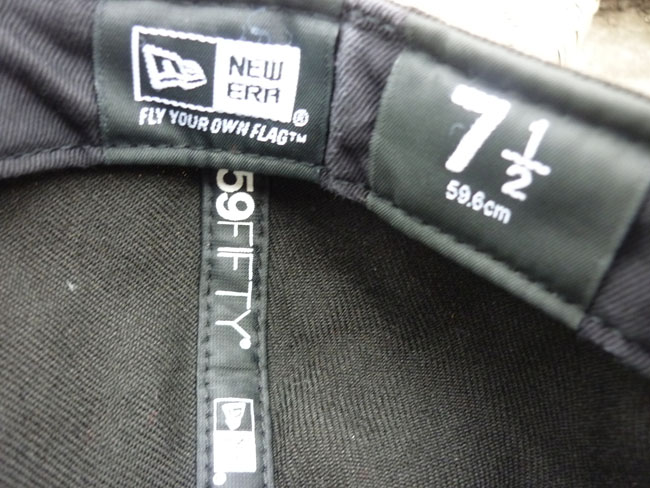 NEW
ERA
®
FLY YOUR OWN FLAG™
7 1/2
59.6cm
59FIFTY®